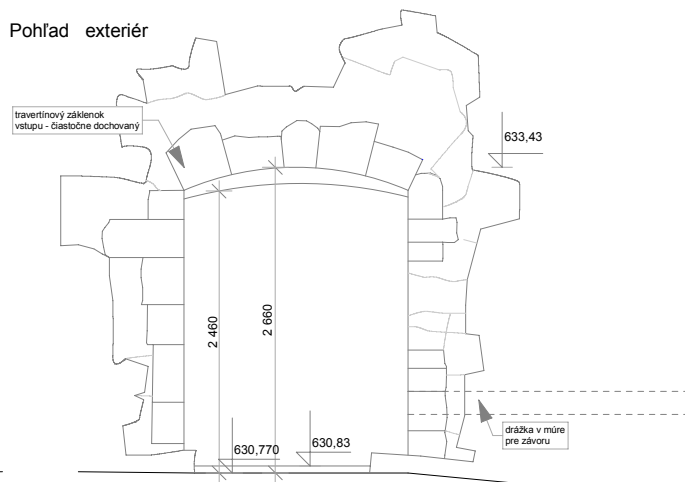 Pohľad exteriér
travertínový záklenok
vstupu - čiastočne dochovaný
633,43
2 460
2 660
630,770
630,83
drážka v múre
pre závoru